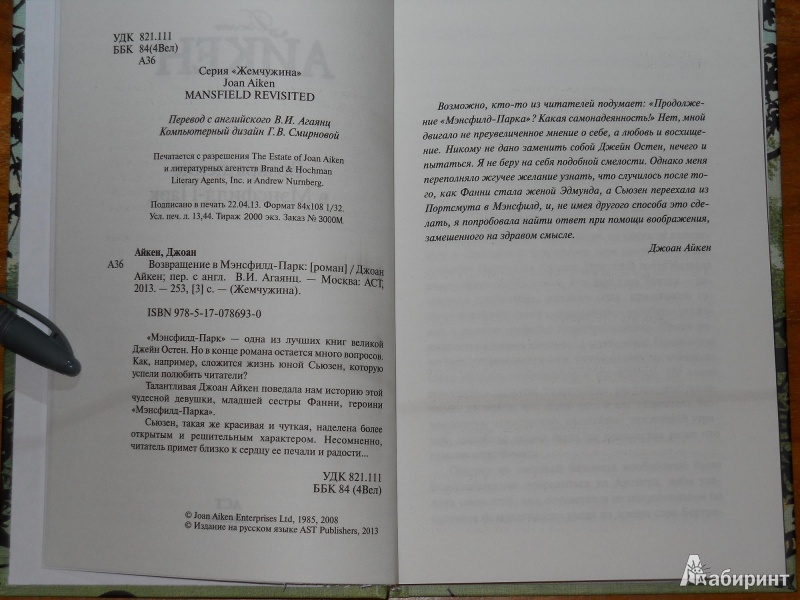 УДК 821.111
ББК 84(4Вел)
А36
Серия «Жемчужина»
Joan Aiken
MANSFIELD REVISITED
Перевод с английского В.И. Агаянц
Компьютерный дизайн Г.В. Смирновой
Печатается с разрешения The Estate of Joan Aiken
и литературных агентств Brand & Hochman
Literary Agents, Inc. и Andrew Nurnberg.
Подписано в печать 22.04.13. Формат 84x108 1/32.
Усл. печ. л. 13,44. Тираж 2000 экз. Заказ № 3000М.
Айкен, Джоан
А36 Возвращение в Мэнсфилд-Парк: [роман] / Джоан
Айкен; пер. с англ. В.И. Агаянц. — Москва: АСТ,
2013. — 253, [3] с. — (Жемчужина).
ISBN 978-5-17-078693-0
«Мэнсфилд-Парк» — одна из лучших книг великой
Джейн Остен. Но в конце романа остается много вопросов.
Как, например, сложится жизнь юной Сьюзен, которую
успели полюбить читатели?
Талантливая Джоан Айкен поведала нам историю этой
чудесной девушки, младшей сестры Фанни, героини
«Мэнсфилд-Парка».
Сьюзен, такая же красивая и чуткая, наделена более
открытым и решительным характером. Несомненно,
читатель примет близко к сердцу ее печали и радости...
УДК 821.111
ББК 84 (4Вел)
© Joan Aiken Enterprises Ltd, 1985, 2008
© Издание на русском языке AST Publishers, 2013
Возможно, кто-то из читателей подумает: «Продолже-
ние «Мэнсфилд-Парка»? Какая самонадеянность!» Нет, мной
двигало не преувеличенное мнение о себе, а любовь и восхище-
ние. Никому не дано заменить собой Джейн Остен, нечего и
пытаться. Я не беру на себя подобной смелости. Однако меня
переполняло жгучее желание узнать, что случилось после то-
го, как Фанни стала женой Эдмунда, а Сьюзен переехала из
Портсмута в Мэнсфилд, и, не имея другого способа это сде-
лать, я попробовала найти ответ при помощи воображения,
замешенного на здравом смысле.
Джоан Айкен
АЙКЕН
АСТ
Лабиринт